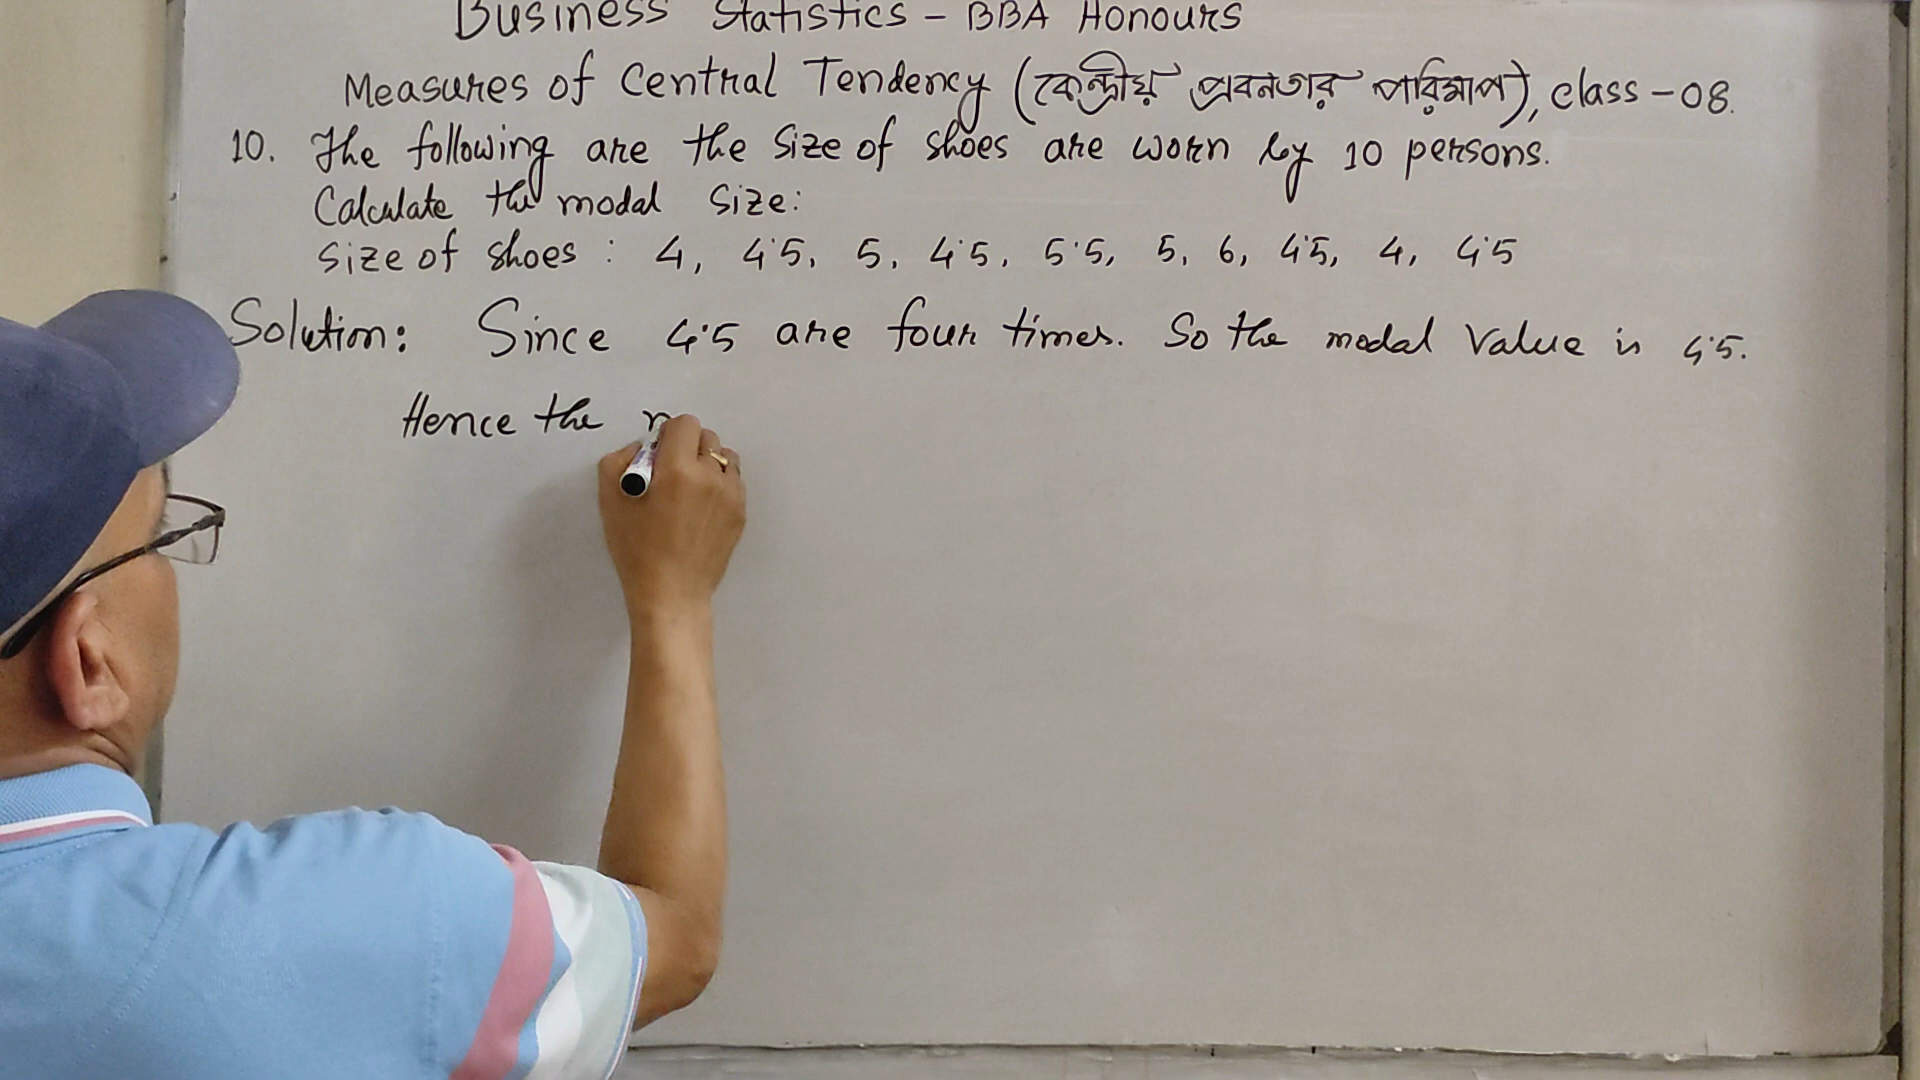 Business Statistics - BBA Honours
Measures of Central Tendency (কেন্দ্রীয় প্রবনতার পরিমাপ), class - 08.
10. The following are the size of shoes are worn by 10 persons.
Calculate the modal size:
size of shoes : 4, 4·5, 5, 4·5, 5·5, 5, 6, 4·5, 4, 4·5
Solution: Since 4·5 are four times. So the modal value is 4·5.
Hence the